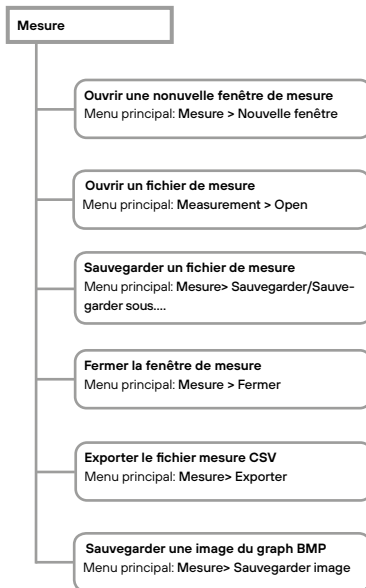 Mesure
Ouvrir une nonuvelle fenêtre de mesure
Menu principal: Mesure > Nouvelle fenêtre
Ouvrir un fichier de mesure
Menu principal: Measurement > Open
Sauvegarder un fichier de mesure
Menu principal: Mesure> Sauvegarder/Sauve-
garder sous....
Fermer la fenêtre de mesure
Menu principal: Mesure > Fermer
Exporter le fichier mesure CSV
Menu principal: Mesure> Exporter
Sauvegarder une image du graph BMP
Menu principal: Mesure> Sauvegarder image